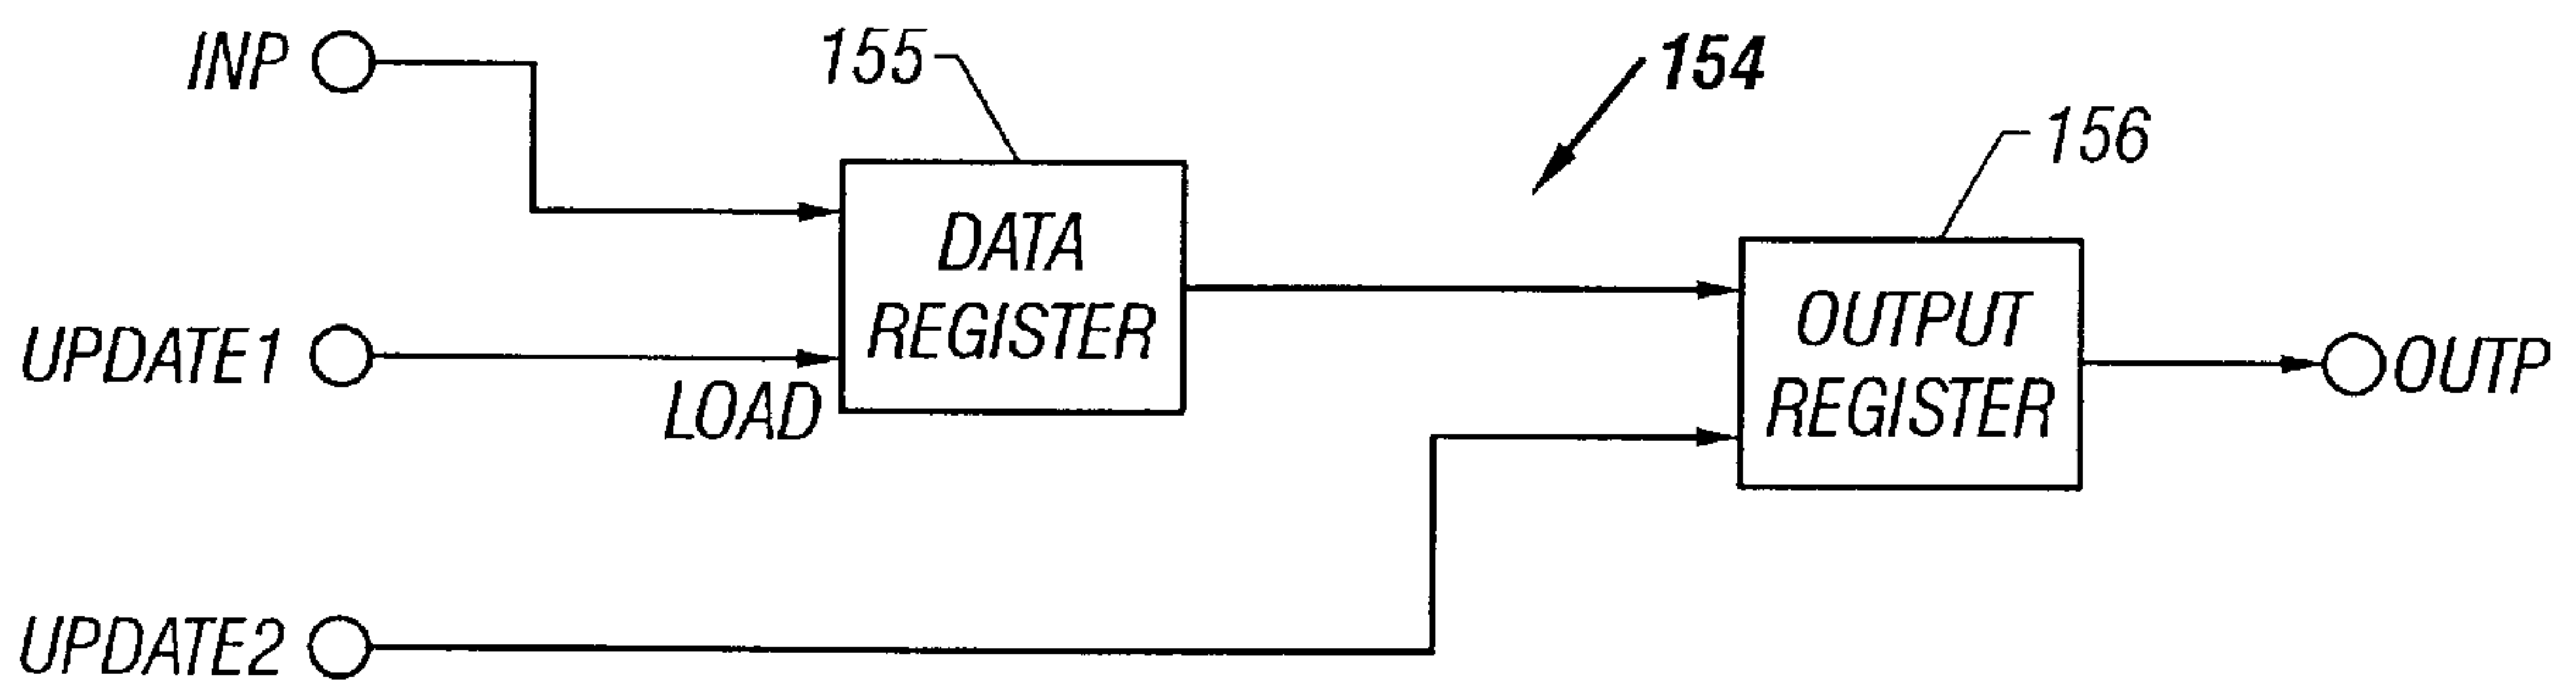 INP
155
154
156
DATA
REGISTER
OUTPUT
REGISTER
UPDATE1
LOAD
OUTP
UPDATE2